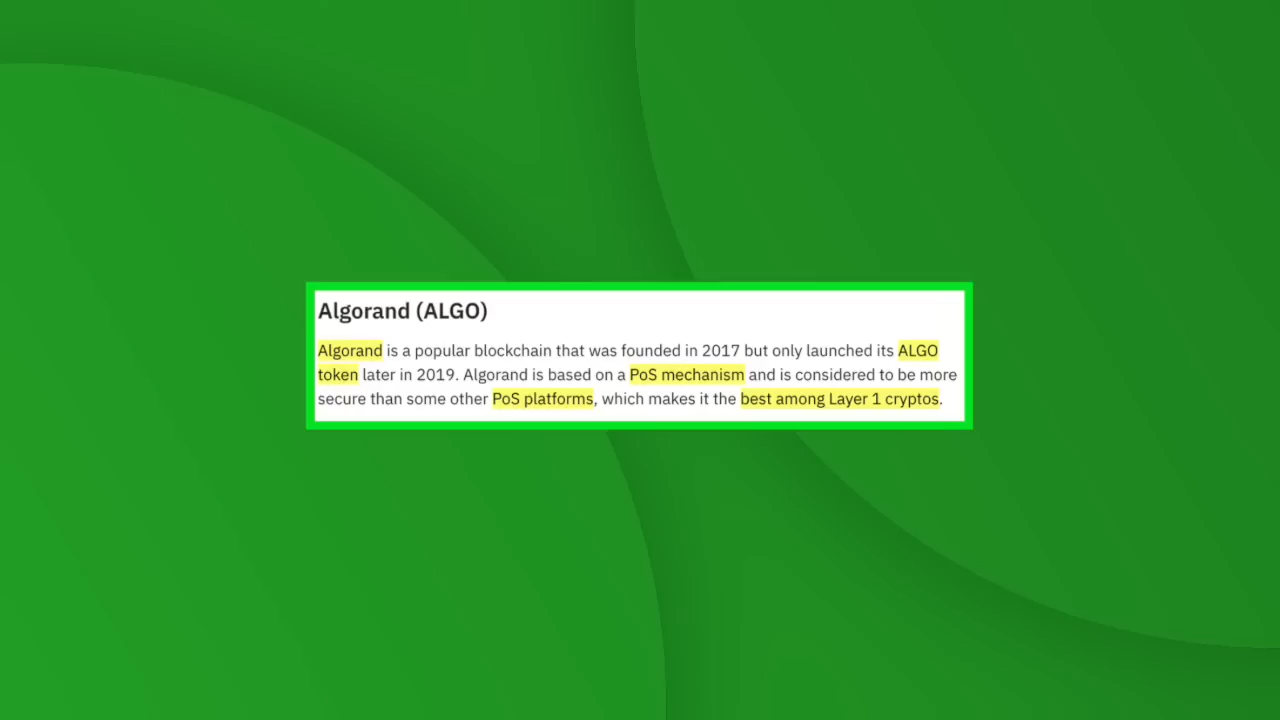 Algorand (ALGO)
Algorand is a popular blockchain that was founded in 2017 but only launched its ALGO
token later in 2019. Algorand is based on a PoS mechanism and is considered to be more
secure than some other PoS platforms, which makes it the best among Layer 1 cryptos.